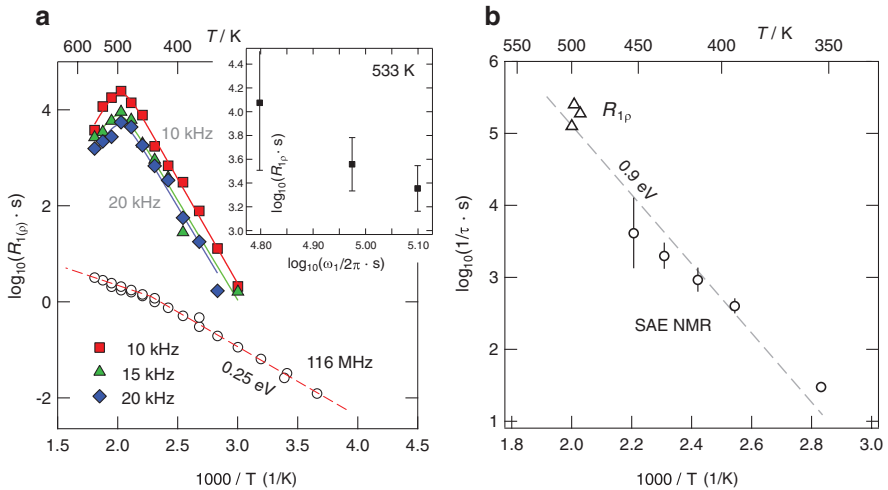 a
T / K
600 500 400
log₁₀(R₁₍ρ₎ · s)
4
2
0
-2
10 kHz
20 kHz
10 kHz
15 kHz
20 kHz
116 MHz
0.25 eV
1.5 2.0 2.5 3.0 3.5 4.0 4.5
1000 / T (1/K)
533 K
log₁₀(R₁ρ · s)
4.4
4.2
4.0
3.8
3.6
3.4
3.2
3.0
4.80 4.90 5.00 5.10
log₁₀(ω₁/2π · s)
b
T / K
550 500 450 400 350
log₁₀(1/τ · s)
6
5
4
3
2
1
R₁ρ
0.9 eV
SAE NMR
1.8 2.0 2.2 2.4 2.6 2.8 3.0
1000 / T (1/K)